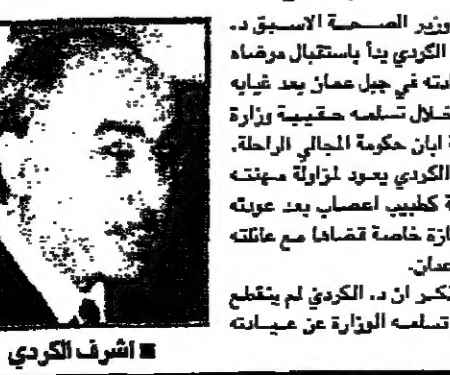 وزير الصحة الاسبق د.
الكردي بدأ باستقبال مرضاه
في جبل عمان بعد غيابه
خلال تسلمه حقيبة وزارة
ابان حكومة المجالي الراحلة.
الكردي يعود لمزاولة مهنته
كطبيب اعصاب بعد عودته
خاصة قضاها مع عائلته
ان د. الكردي لم ينقطع
تسلمه الوزارة عن عيادته
اشرف الكردي